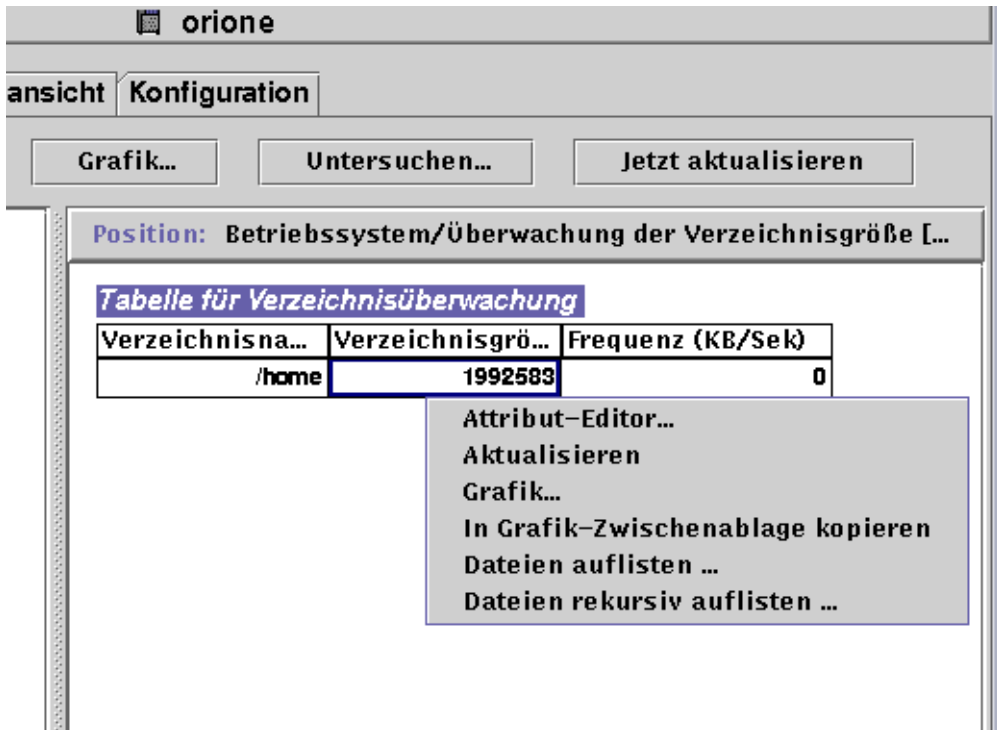 orione
ansicht Konfiguration
Grafik... Untersuchen... Jetzt aktualisieren
Position: Betriebssystem/Überwachung der Verzeichnisgröße [...
Tabelle für Verzeichnisüberwachung
Verzeichnisna... Verzeichnisgrö... Frequenz (KB/Sek)
/home 1992583 0
Attribut-Editor...
Aktualisieren
Grafik...
In Grafik-Zwischenablage kopieren
Dateien auflisten ...
Dateien rekursiv auflisten ...